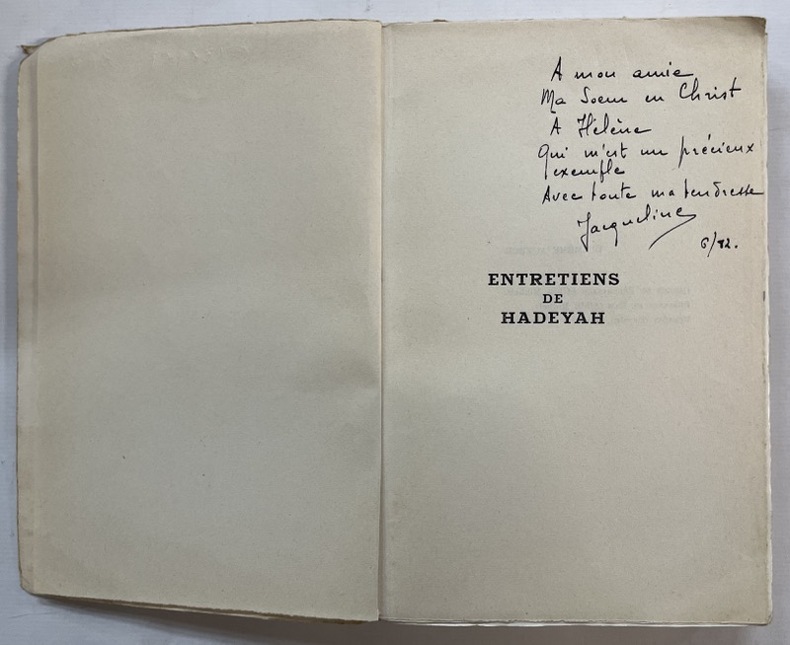 A mon amie
Ma Soeur en Christ
A Hélène
Qui m'est un précieux
exemple
Avec toute ma tendresse
Jacqueline
6/82.
ENTRETIENS
DE
HADEYAH